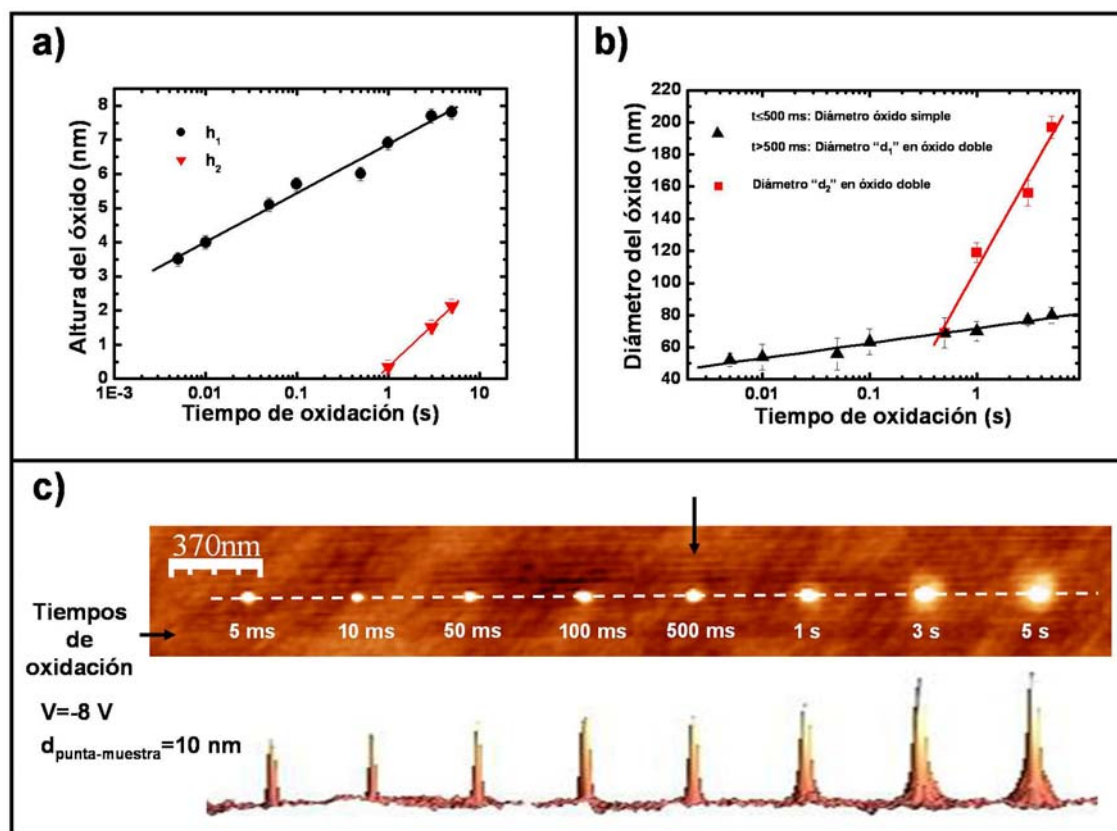 a)
8
7
6
5
4
3
2
1
0
h1
h2
Altura del óxido (nm)
1E-3 0.01 0.1 1 10
Tiempo de oxidación (s)
b)
220
200
180
160
140
120
100
80
60
40
t≤500 ms: Diámetro óxido simple
t>500 ms: Diámetro “d1” en óxido doble
Diámetro “d2” en óxido doble
Diámetro del óxido (nm)
0.01 0.1 1
Tiempo de oxidación (s)
c)
370nm
Tiempos
de
oxidación
5 ms 10 ms 50 ms 100 ms 500 ms 1 s 3 s 5 s
V=-8 V
dpunta-muestra=10 nm